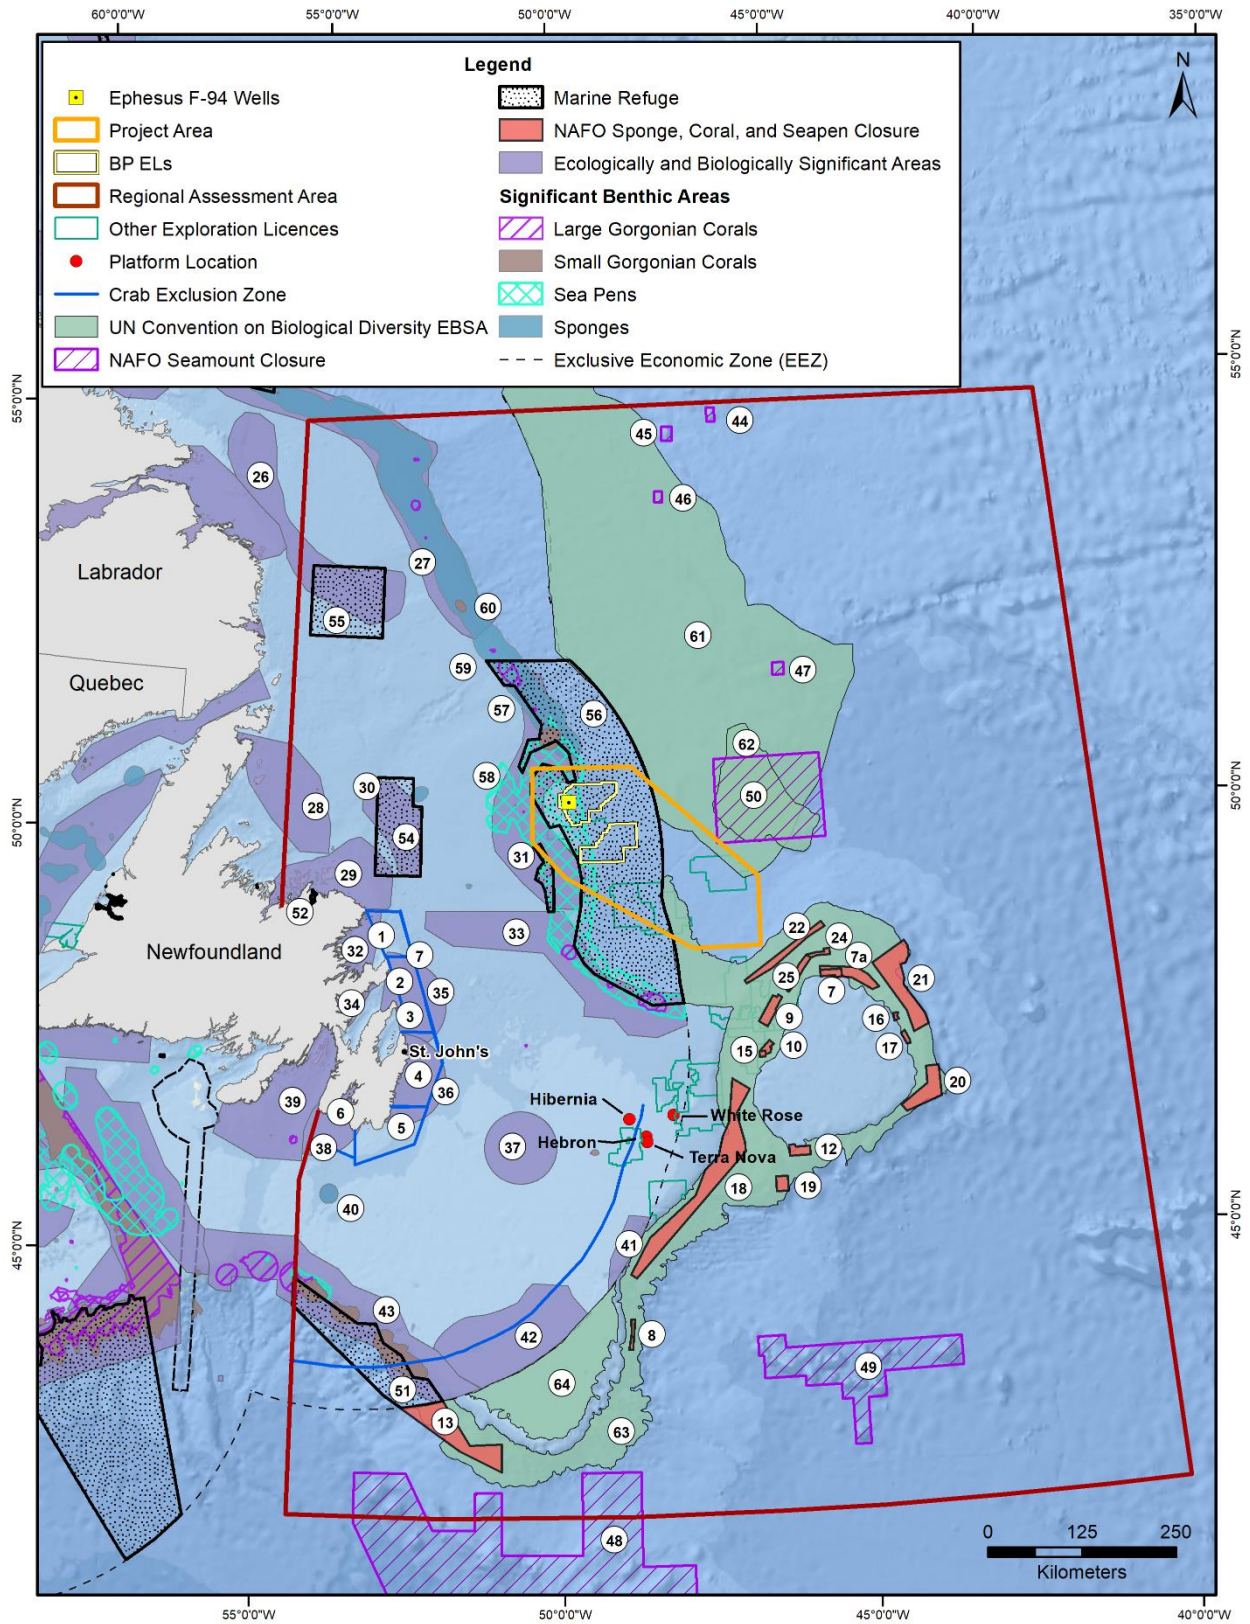 60°0'0"W 55°0'0"W 50°0'0"W 45°0'0"W 40°0'0"W 35°0'0"W
Legend
Ephesus F-94 Wells
Project Area
BP ELs
Regional Assessment Area
Other Exploration Licences
Platform Location
Crab Exclusion Zone
UN Convention on Biological Diversity EBSA
NAFO Seamount Closure
Marine Refuge
NAFO Sponge, Coral, and Seapen Closure
Ecologically and Biologically Significant Areas
Significant Benthic Areas
Large Gorgonian Corals
Small Gorgonian Corals
Sea Pens
Sponges
Exclusive Economic Zone (EEZ)
N
55°0'0"N
55°0'0"N
44
45
26
46
27
Labrador
60
55
61
59
47
Quebec
57
56
62
58
30
50
50°0'0"N
50°0'0"N
28
54
31
29
52
22
33
1
24
Newfoundland
32
7
7a
25
21
2
7
35
34
3
9
16
10
17
St. John's
15
4
20
36
39
6
Hibernia
White Rose
5
Hebron
38
37
12
Terra Nova
18
19
40
45°0'0"N
45°0'0"N
41
43
42
8
49
51
64
13
63
48
0 125 250
Kilometers
55°0'0"W 50°0'0"W 45°0'0"W 40°0'0"W